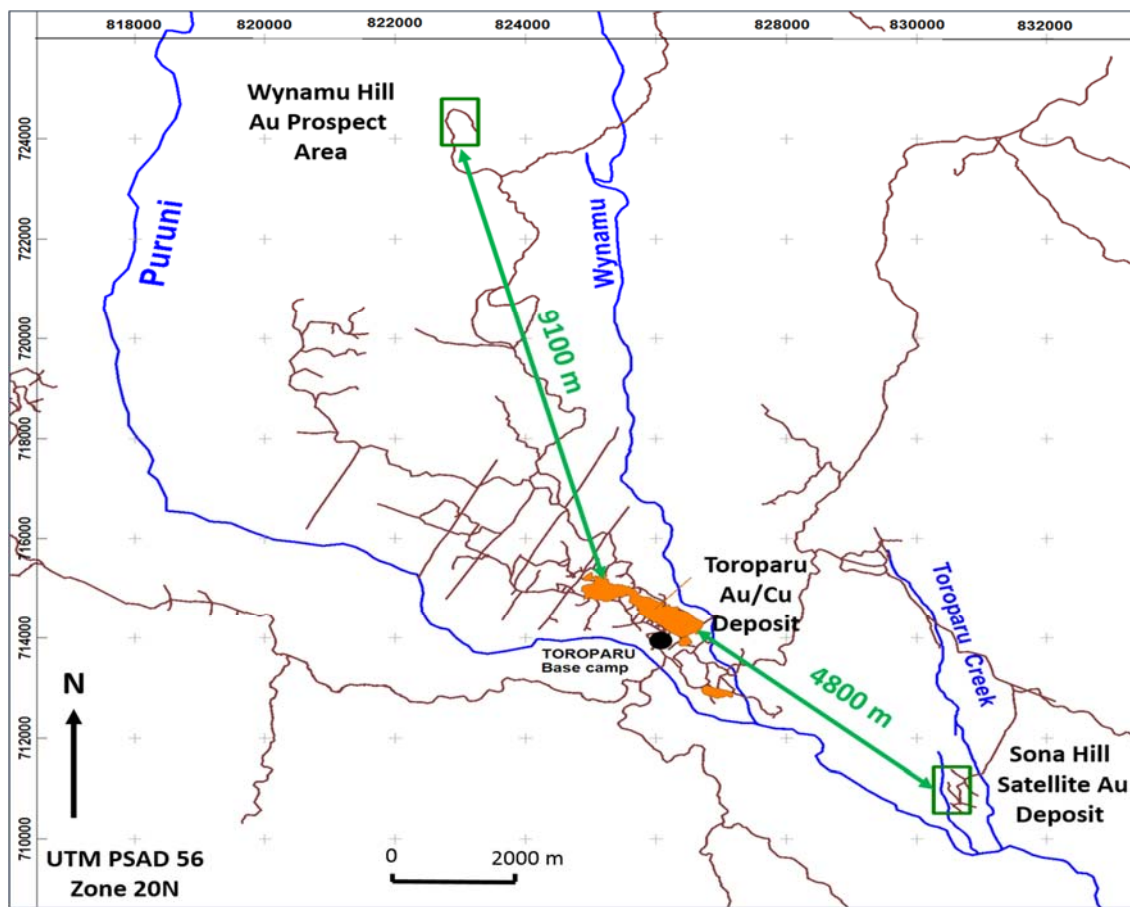 818000 820000 822000 824000 828000 830000 832000
Wynamu Hill
Au Prospect
Area
724000
722000
720000
718000
716000
714000
712000
710000
Puruni
Wynamu
9100 m
Toroparu
Au/Cu
Deposit
TOROPARU
Base camp
Toroparu Creek
4800 m
N
Sona Hill
Satellite Au
Deposit
UTM PSAD 56
Zone 20N
0 2000 m